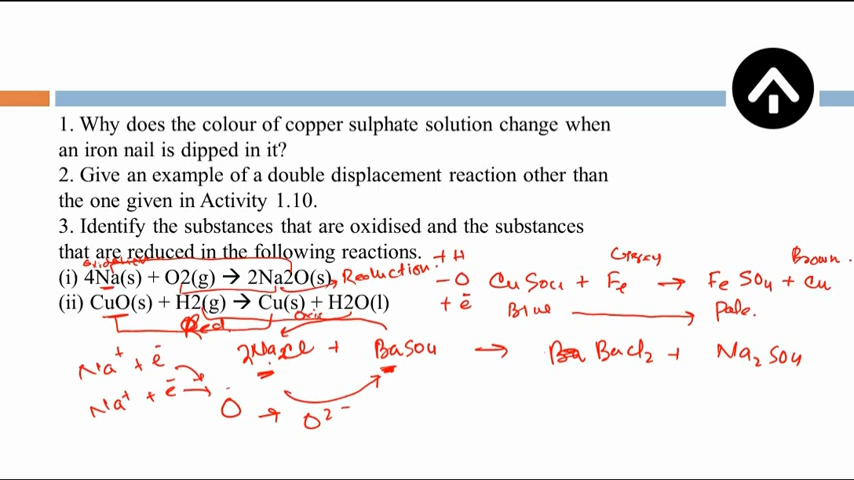 1. Why does the colour of copper sulphate solution change when
an iron nail is dipped in it?
2. Give an example of a double displacement reaction other than
the one given in Activity 1.10.
3. Identify the substances that are oxidised and the substances
that are reduced in the following reactions. + H
Grey Brown
(i) 4Na(s) + O2(g) → 2Na2O(s) Reduction - O CuSO4 + Fe → FeSO4 + Cu
(ii) CuO(s) + H2(g) → Cu(s) + H2O(l) + e̅ Blue → Pale.
Red Oxi
Na⁺ + e̅ 2NaCl + BaSO4 → BaCl2 + Na2SO4
Na⁺ + e̅ → O → O²⁻